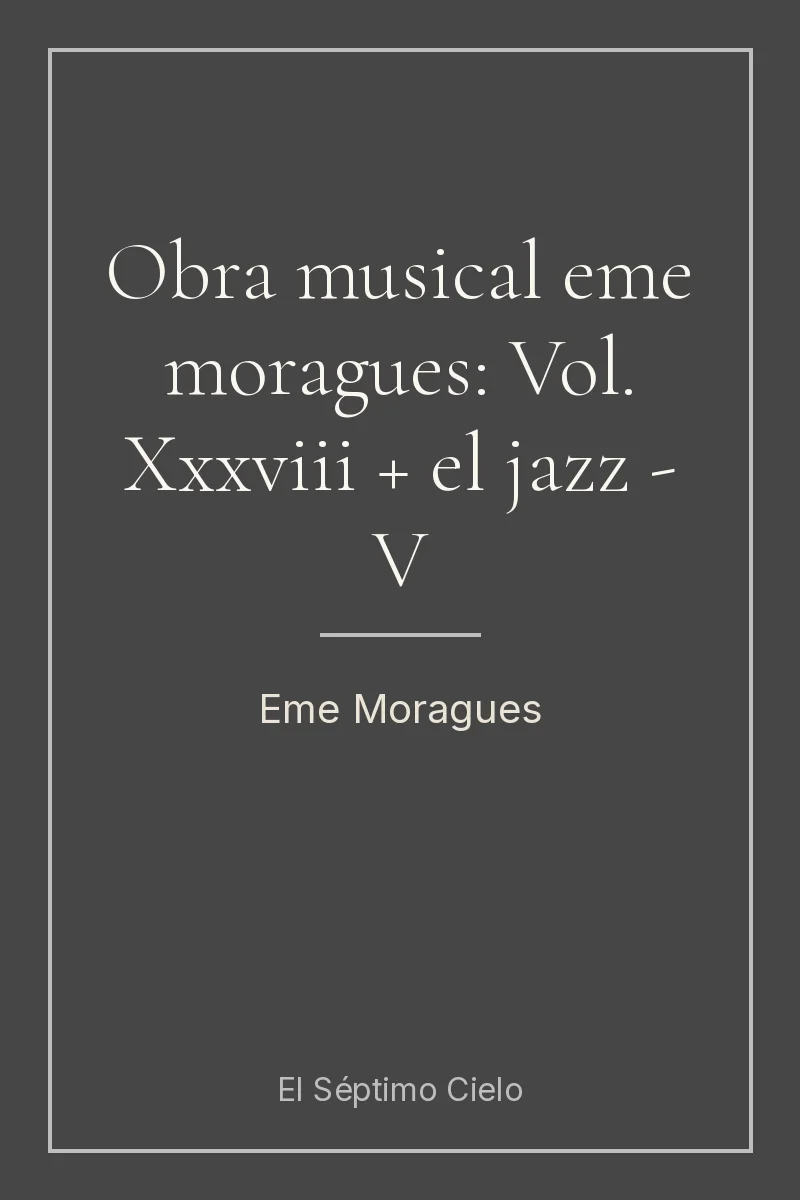 Obra musical eme
moragues: Vol.
Xxxviii + el jazz -
V
Eme Moragues
El Séptimo Cielo